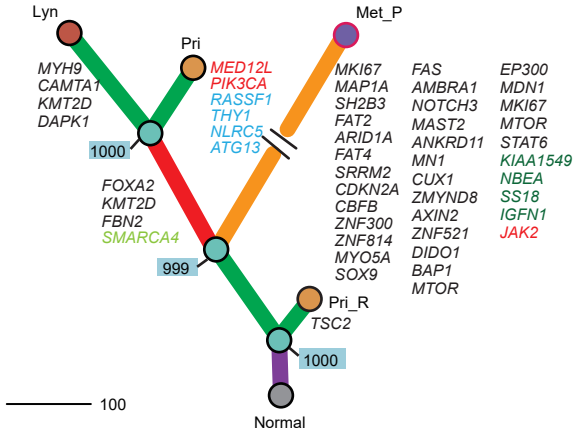 Lyn
Pri
Met_P
MYH9
CAMTA1
KMT2D
DAPK1
MED12L
PIK3CA
RASSF1
THY1
NLRC5
ATG13
1000
FOXA2
KMT2D
FBN2
SMARCA4
999
MKI67
MAP1A
SH2B3
FAT2
ARID1A
FAT4
SRRM2
CDKN2A
CBFB
ZNF300
ZNF814
MYO5A
SOX9
FAS
AMBRA1
NOTCH3
MAST2
ANKRD11
MN1
CUX1
ZMYND8
AXIN2
ZNF521
DIDO1
BAP1
MTOR
EP300
MDN1
MKI67
MTOR
STAT6
KIAA1549
NBEA
SS18
IGFN1
JAK2
Pri_R
TSC2
1000
100
Normal